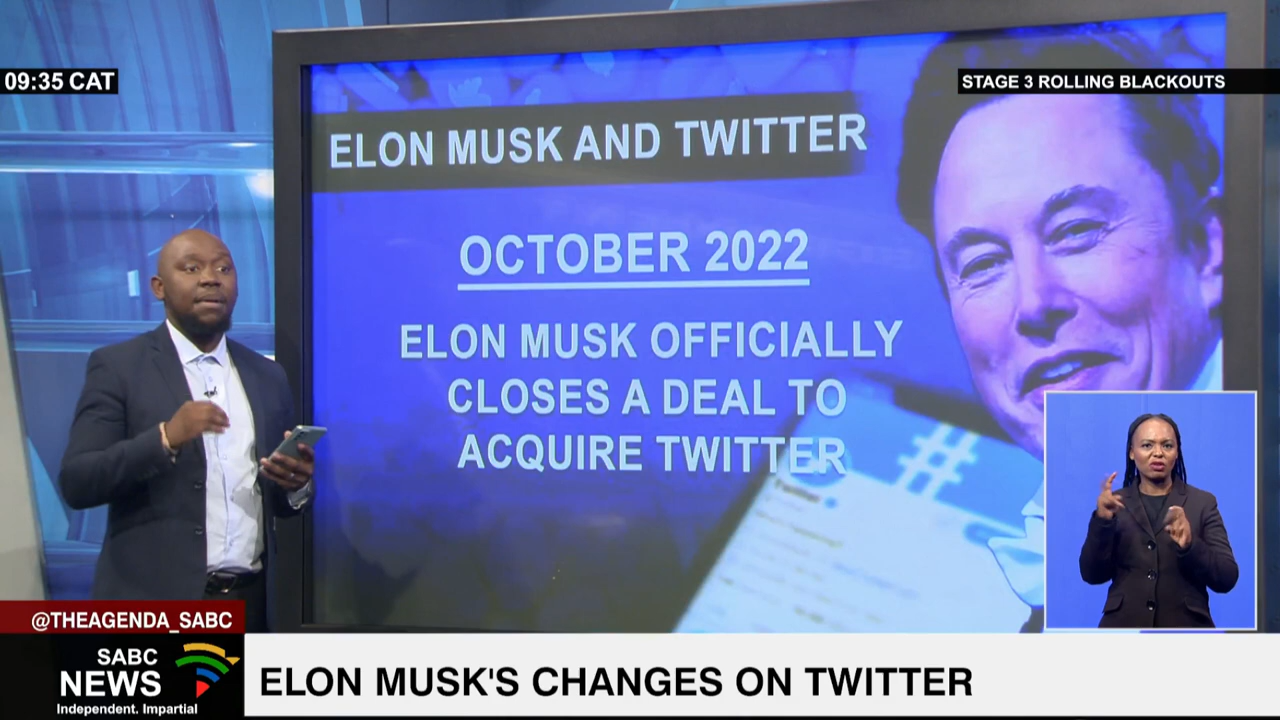 09:35 CAT
STAGE 3 ROLLING BLACKOUTS
ELON MUSK AND TWITTER
OCTOBER 2022
ELON MUSK OFFICIALLY
CLOSES A DEAL TO
ACQUIRE TWITTER
#
@THEAGENDA_SABC
SABC
NEWS
Independent. Impartial
ELON MUSK'S CHANGES ON TWITTER